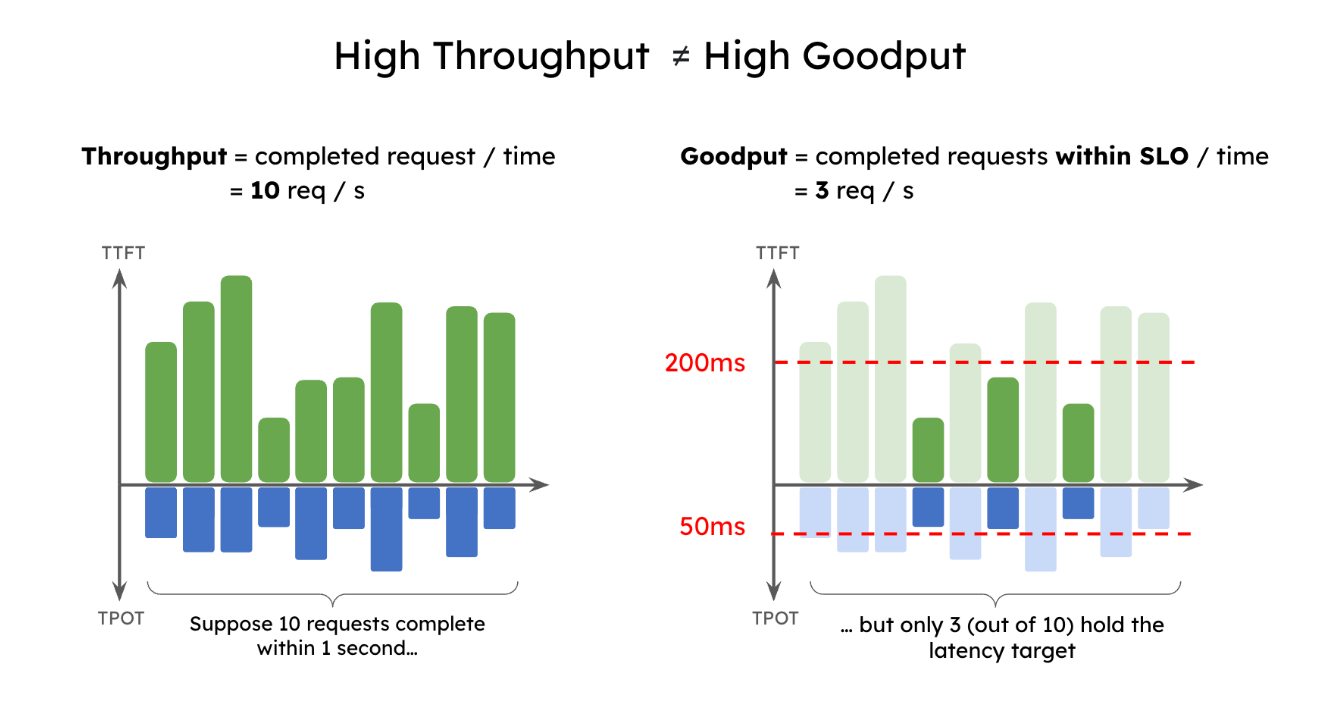 High Throughput ≠ High Goodput
Throughput = completed request / time
= 10 req / s
Goodput = completed requests within SLO / time
= 3 req / s
TTFT
TPOT
Suppose 10 requests complete
within 1 second...
TTFT
200ms
50ms
TPOT
... but only 3 (out of 10) hold the
latency target